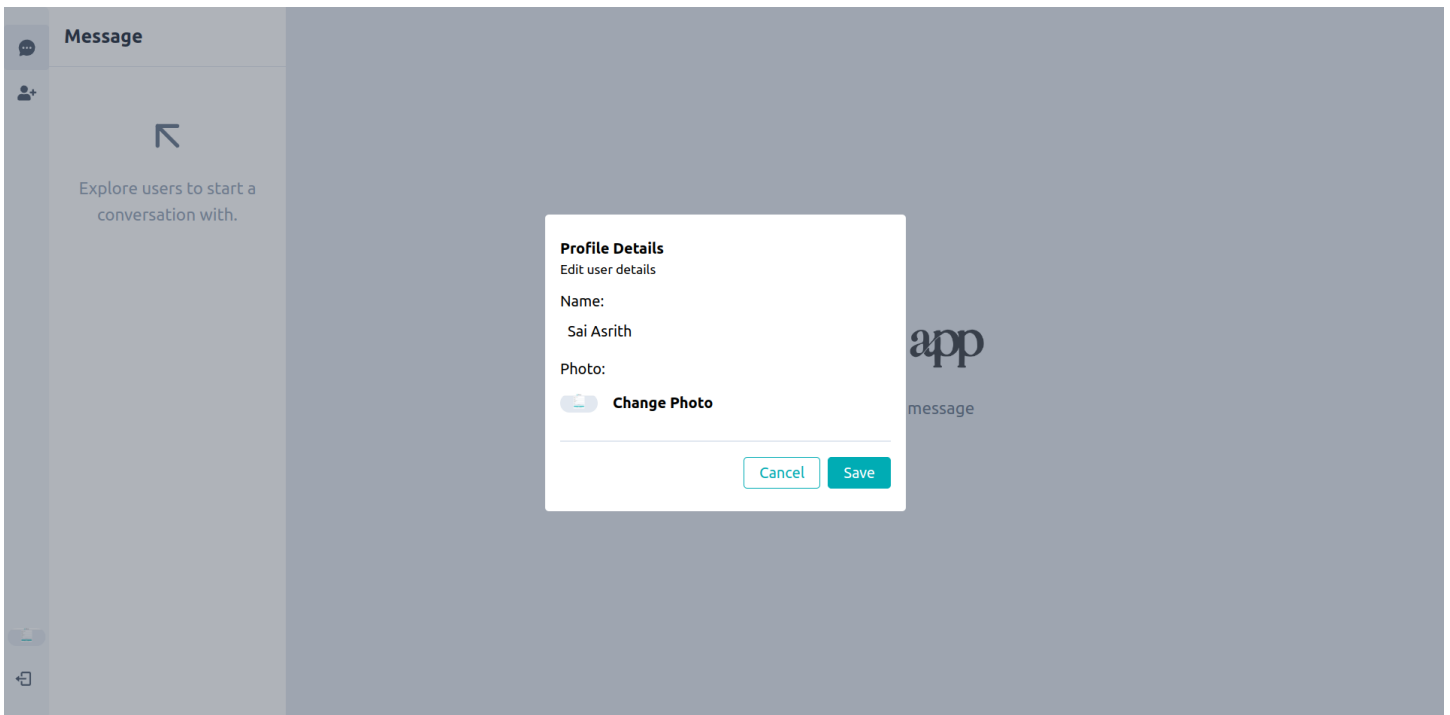 Message
Explore users to start a
conversation with.
Profile Details
Edit user details
Name:
Sai Asrith
Photo:
Change Photo
Cancel
Save
app
message